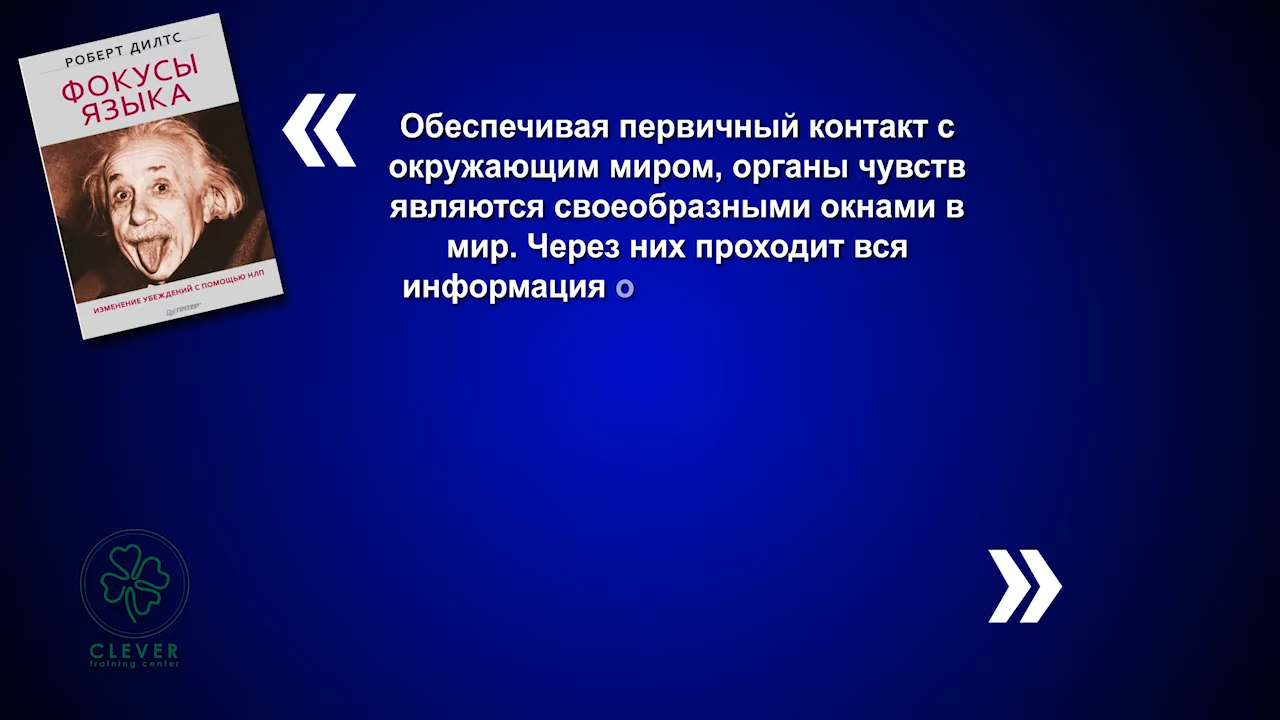 РОБЕРТ ДИЛТС
ФОКУСЫ
ЯЗЫКА
ИЗМЕНЕНИЕ УБЕЖДЕНИЙ С ПОМОЩЬЮ НЛП
ПИТЕР
«
Обеспечивая первичный контакт с
окружающим миром, органы чувств
являются своеобразными окнами в
мир. Через них проходит вся
информация о
»
CLEVER
training center